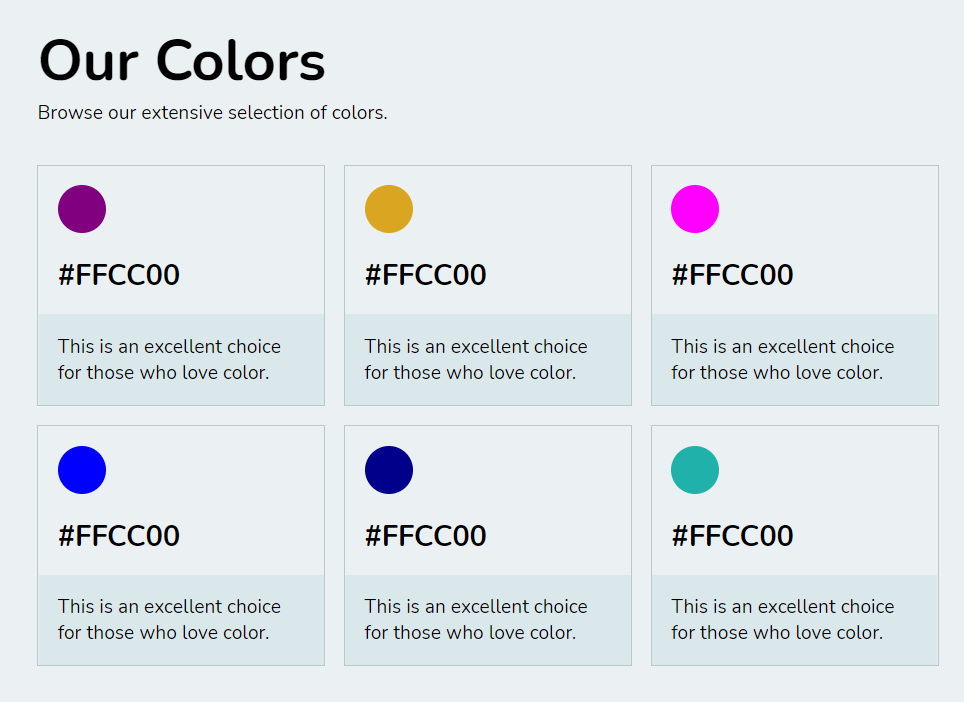 Our Colors
Browse our extensive selection of colors.
#FFCC00
This is an excellent choice
for those who love color.
#FFCC00
This is an excellent choice
for those who love color.
#FFCC00
This is an excellent choice
for those who love color.
#FFCC00
This is an excellent choice
for those who love color.
#FFCC00
This is an excellent choice
for those who love color.
#FFCC00
This is an excellent choice
for those who love color.